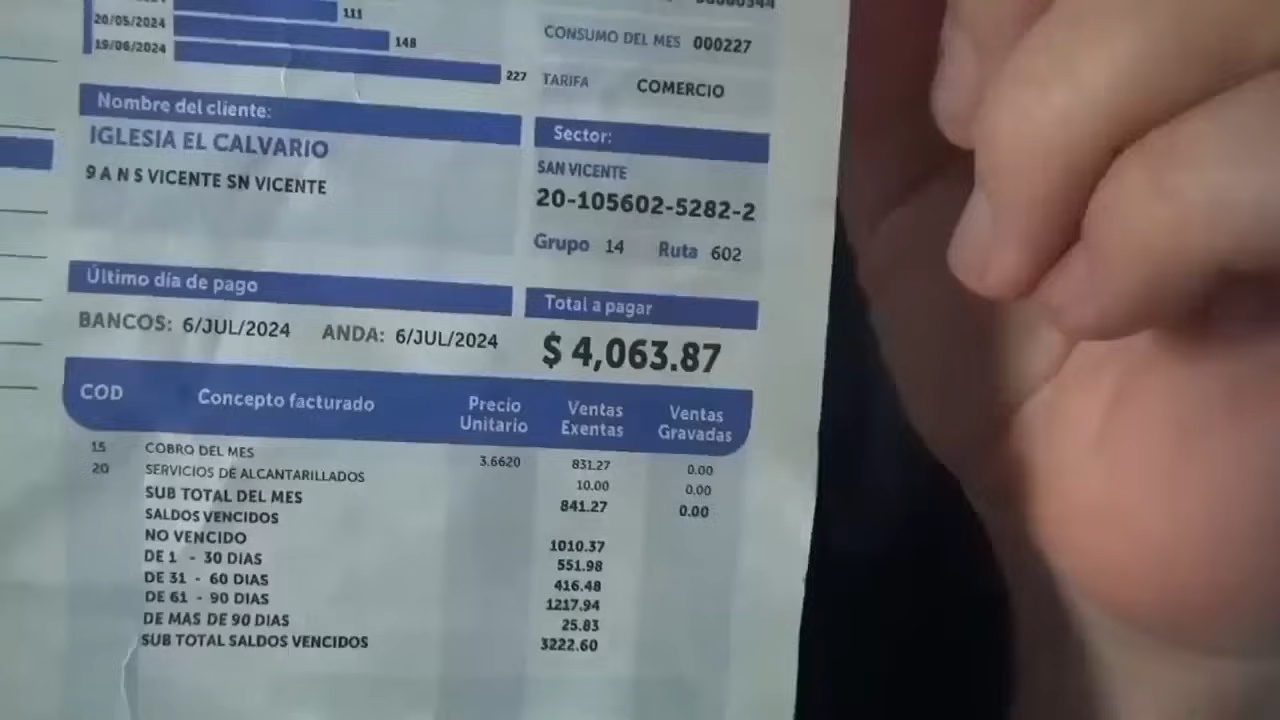 111
20/05/2024 148
19/06/2024 227
CONSUMO DEL MES 000227
TARIFA COMERCIO
Nombre del cliente:
IGLESIA EL CALVARIO
9 A N S VICENTE SN VICENTE
Sector:
SAN VICENTE
20-105602-5282-2
Grupo 14 Ruta 602
Último día de pago
BANCOS: 6/JUL/2024 ANDA: 6/JUL/2024
Total a pagar
$ 4,063.87
COD Concepto facturado Precio Unitario Ventas Exentas Ventas Gravadas
15 COBRO DEL MES 3.6620 831.27 0.00
20 SERVICIOS DE ALCANTARILLADOS 10.00 0.00
SUB TOTAL DEL MES 841.27 0.00
SALDOS VENCIDOS
NO VENCIDO 1010.37
DE 1 - 30 DIAS 551.98
DE 31 - 60 DIAS 416.48
DE 61 - 90 DIAS 1217.94
DE MAS DE 90 DIAS 25.83
SUB TOTAL SALDOS VENCIDOS 3222.60